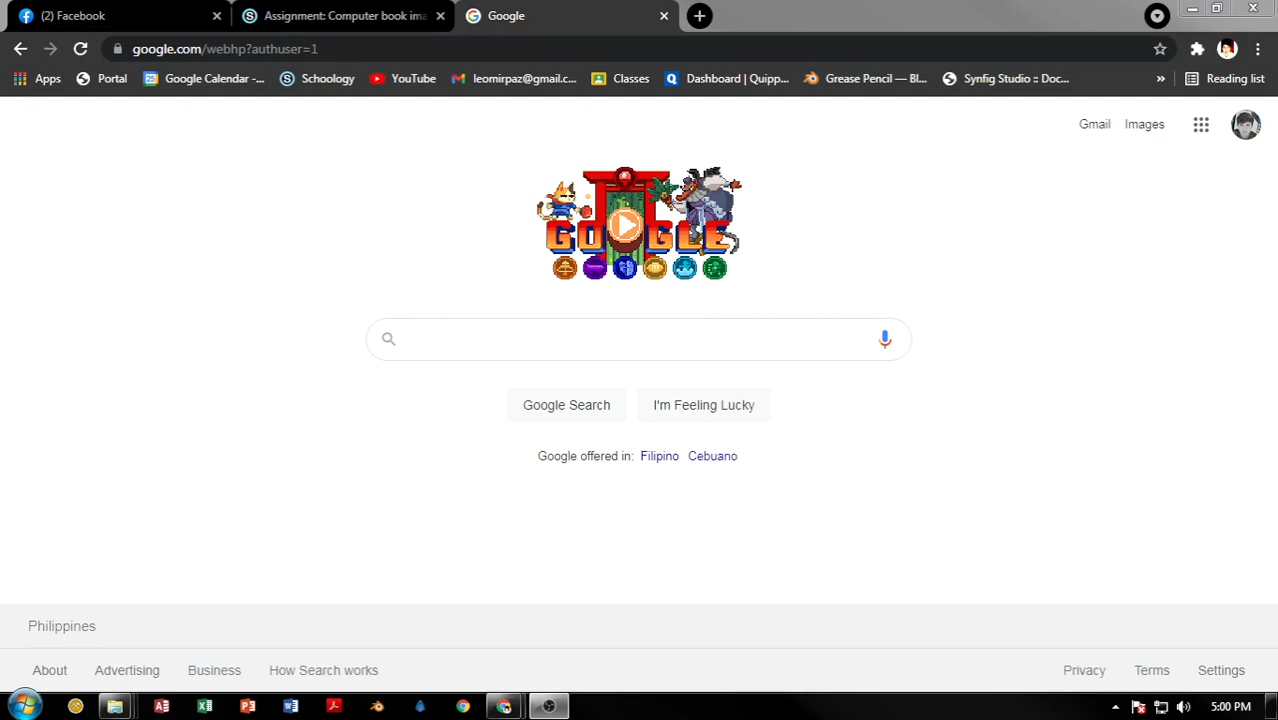 (2) Facebook
Assignment: Computer book ima
Google
google.com/webhp?authuser=1
Apps
Portal
Google Calendar -...
Schoology
YouTube
leomirpaz@gmail.c...
Classes
Dashboard | Quipp...
Grease Pencil — Bl...
Synfig Studio :: Doc...
»
Reading list
Gmail
Images
GOOGLE
Google Search
I'm Feeling Lucky
Google offered in: Filipino Cebuano
Philippines
About
Advertising
Business
How Search works
Privacy
Terms
Settings
5:00 PM